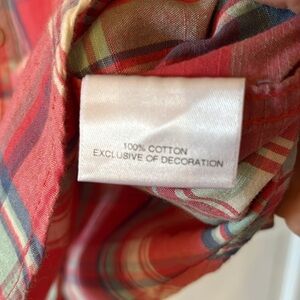 100% COTTON
EXCLUSIVE OF DECORATION